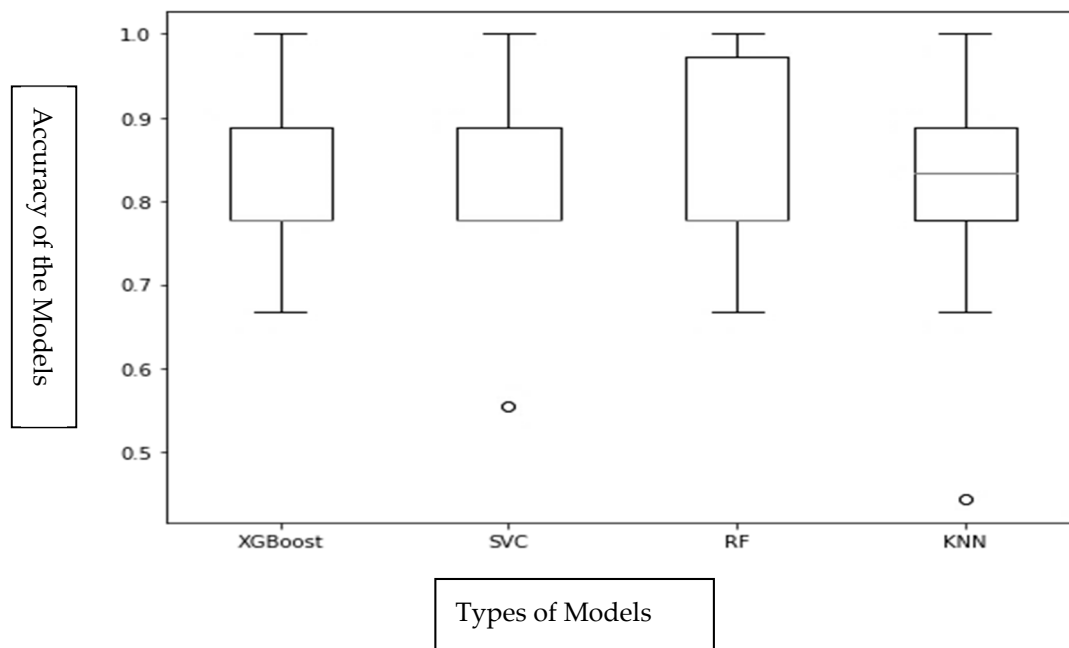 Accuracy of the Models
1.0
0.9
0.8
0.7
0.6
0.5
XGBoost SVC RF KNN
Types of Models